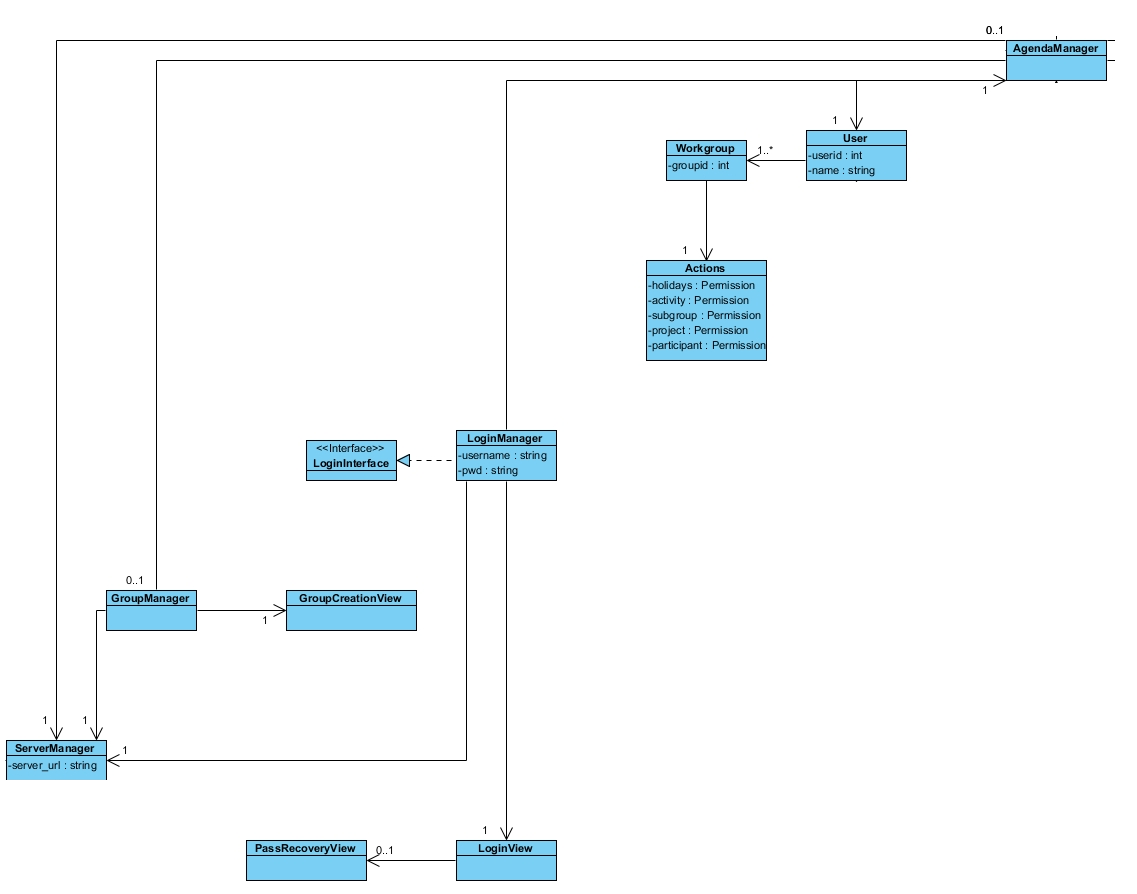 0..1
AgendaManager
1
1
User
-userid : int
-name : string
Workgroup
-groupid : int
1..*
1
Actions
-holidays : Permission
-activity : Permission
-subgroup : Permission
-project : Permission
-participant : Permission
<<Interface>>
LoginInterface
LoginManager
-username : string
-pwd : string
0..1
GroupManager
1
GroupCreationView
1
1
1
ServerManager
-server_url : string
1
PassRecoveryView
0..1
LoginView